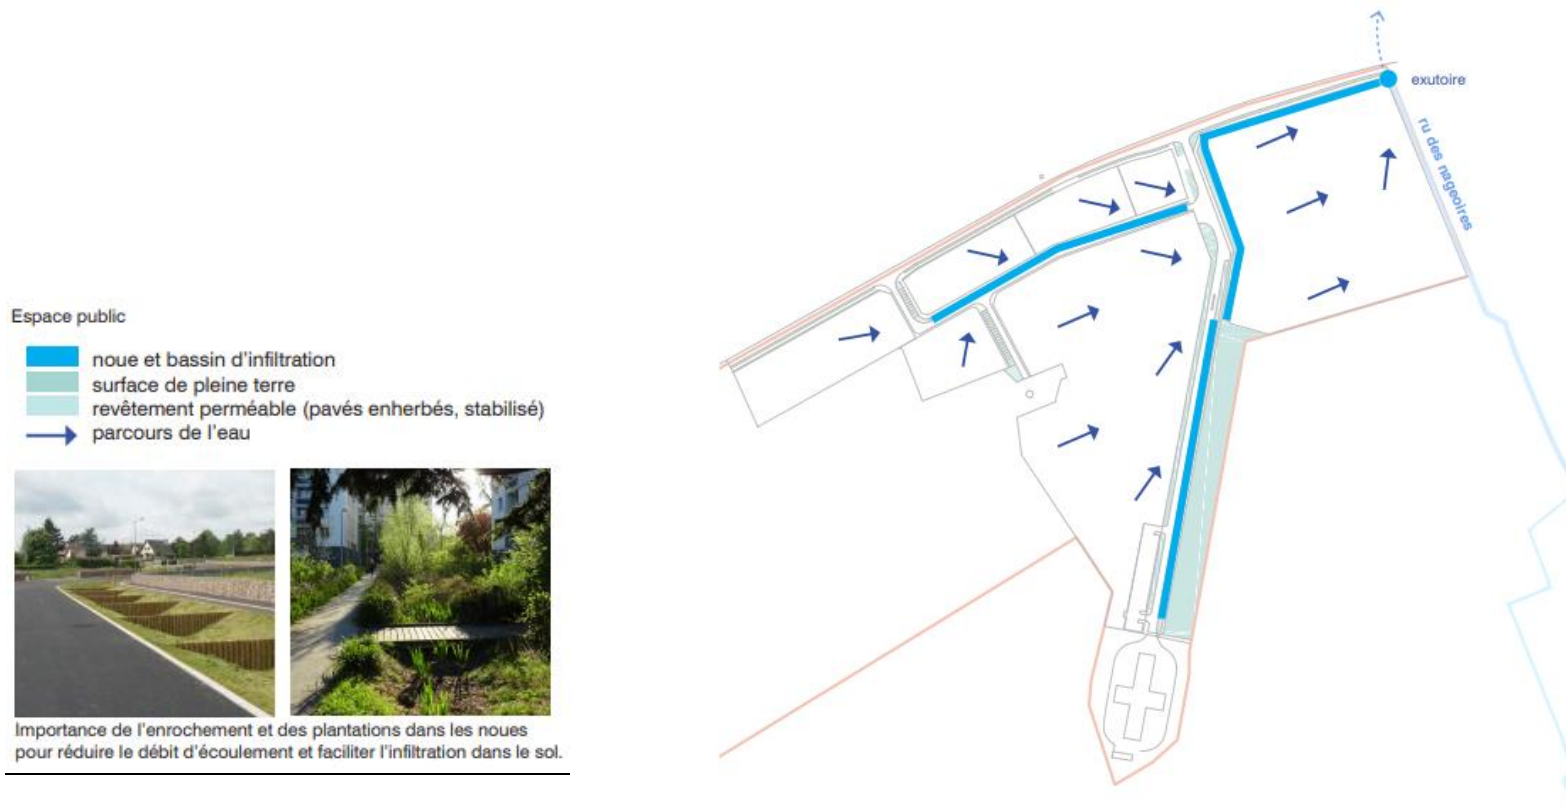 Espace public
noue et bassin d'infiltration
surface de pleine terre
revêtement perméable (pavés enherbés, stabilisé)
parcours de l'eau
Importance de l'enrochement et des plantations dans les noues
pour réduire le débit d'écoulement et faciliter l'infiltration dans le sol.
exutoire
ru des nageoires